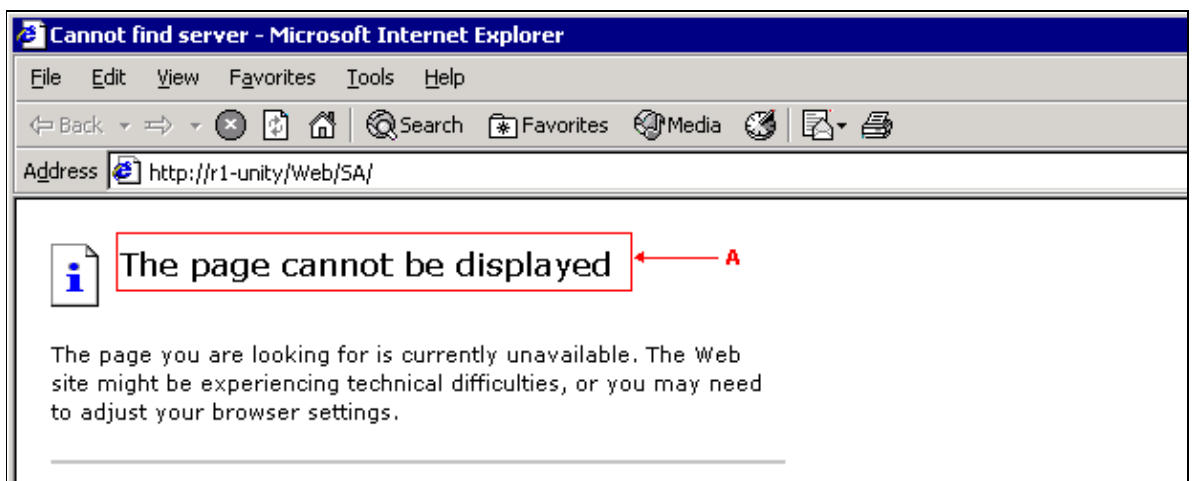 Cannot find server - Microsoft Internet Explorer
File Edit View Favorites Tools Help
Back Search Favorites Media
Address http://r1-unity/Web/SA/
The page cannot be displayed A
The page you are looking for is currently unavailable. The Web
site might be experiencing technical difficulties, or you may need
to adjust your browser settings.